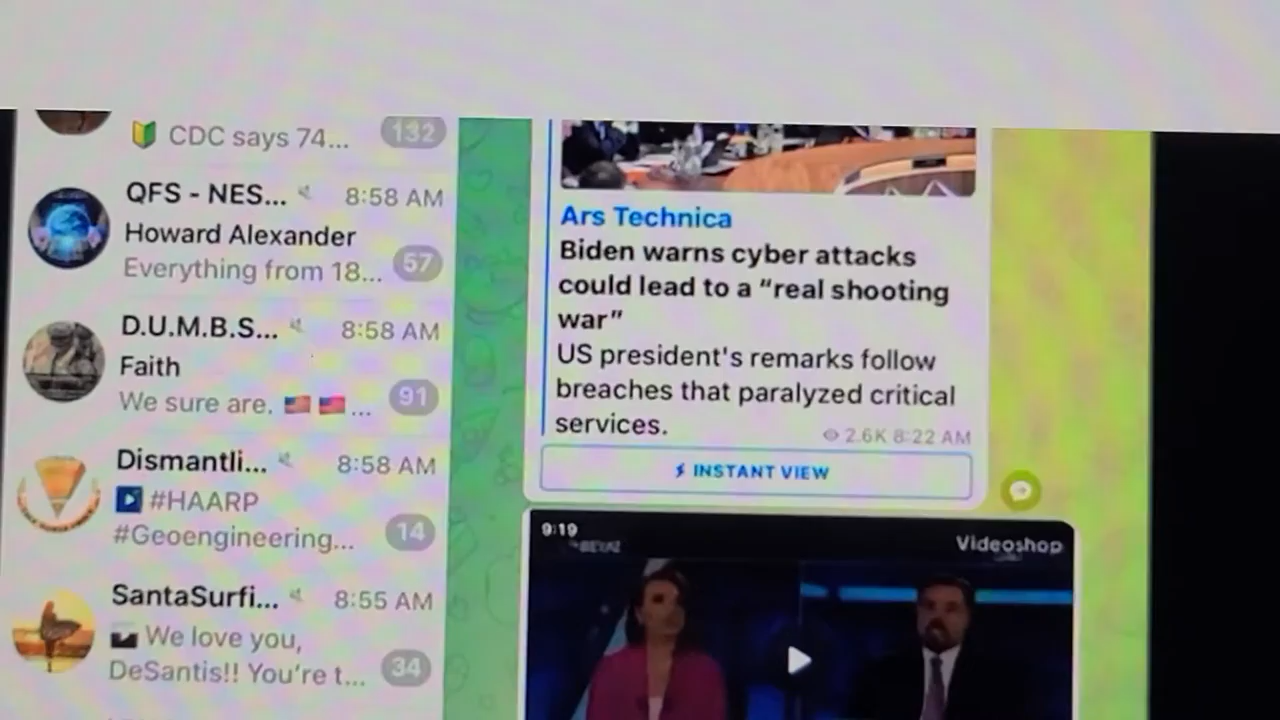 CDC says 74...
132
QFS - NES...
8:58 AM
Howard Alexander
Everything from 18...
57
D.U.M.B.S...
8:58 AM
Faith
We sure are.
...
91
Dismantli...
8:58 AM
#HAARP
#Geoengineering...
14
SantaSurfi...
8:55 AM
We love you,
DeSantis!! You're t...
34
Ars Technica
Biden warns cyber attacks
could lead to a “real shooting
war”
US president's remarks follow
breaches that paralyzed critical
services.
2.6K 8:22 AM
INSTANT VIEW
9:19
Videoshop